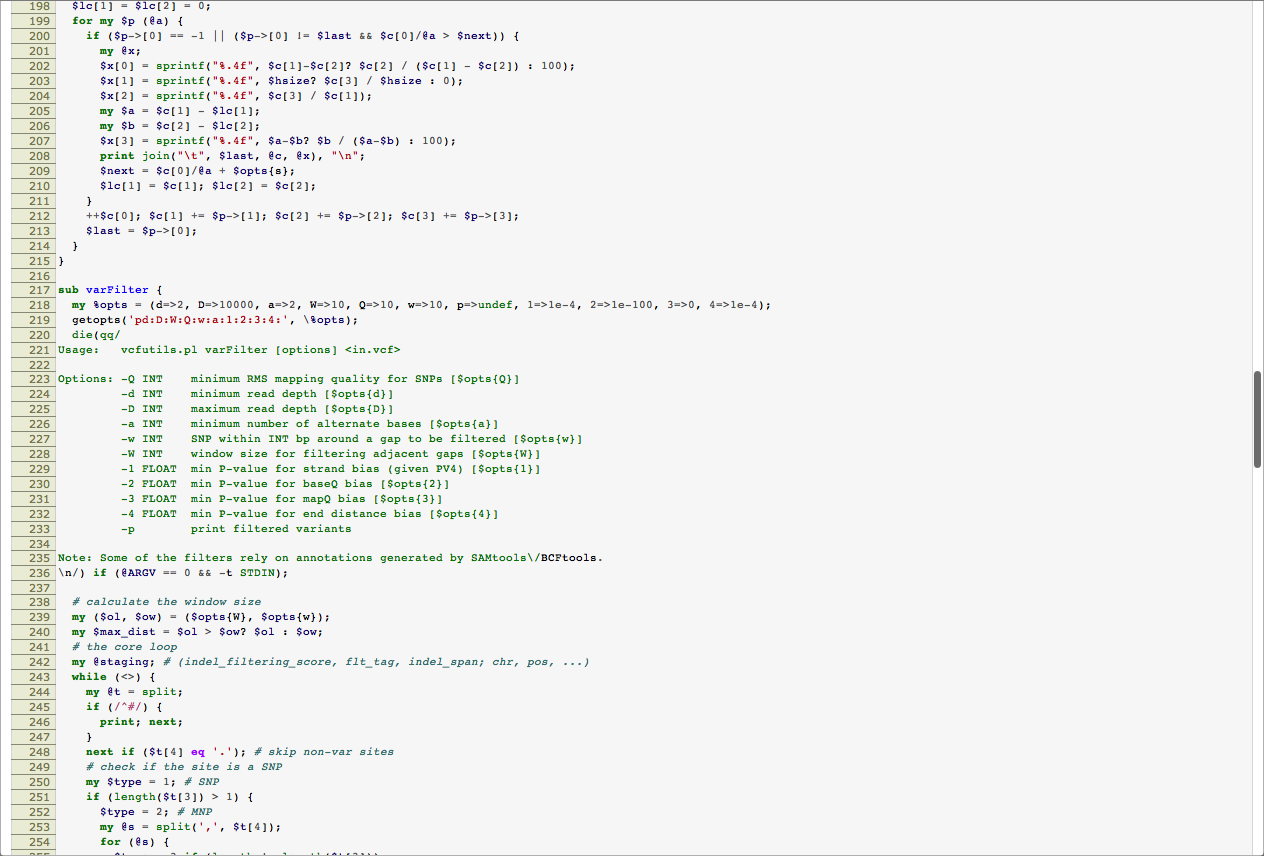 198 $lc[1] = $lc[2] = 0;
199 for my $p (@a) {
200 if ($p->[0] == -1 || ($p->[0] != $last && $c[0]/@a > $next)) {
201 my @x;
202 $x[0] = sprintf("%.4f", $c[1]-$c[2]? $c[2] / ($c[1] - $c[2]) : 100);
203 $x[1] = sprintf("%.4f", $hsize? $c[3] / $hsize : 0);
204 $x[2] = sprintf("%.4f", $c[3] / $c[1]);
205 my $a = $c[1] - $lc[1];
206 my $b = $c[2] - $lc[2];
207 $x[3] = sprintf("%.4f", $a-$b? $b / ($a-$b) : 100);
208 print join("\t", $last, @c, @x), "\n";
209 $next = $c[0]/@a + $opts{s};
210 $lc[1] = $c[1]; $lc[2] = $c[2];
211 }
212 ++$c[0]; $c[1] += $p->[1]; $c[2] += $p->[2]; $c[3] += $p->[3];
213 $last = $p->[0];
214 }
215 }
216
217 sub varFilter {
218 my %opts = (d=>2, D=>10000, a=>2, W=>10, Q=>10, w=>10, p=>undef, 1=>1e-4, 2=>1e-100, 3=>0, 4=>1e-4);
219 getopts('pd:D:W:Q:w:a:1:2:3:4:', \%opts);
220 die(qq/
221 Usage: vcfutils.pl varFilter [options] <in.vcf>
222
223 Options: -Q INT minimum RMS mapping quality for SNPs [$opts{Q}]
224 -d INT minimum read depth [$opts{d}]
225 -D INT maximum read depth [$opts{D}]
226 -a INT minimum number of alternate bases [$opts{a}]
227 -w INT SNP within INT bp around a gap to be filtered [$opts{w}]
228 -W INT window size for filtering adjacent gaps [$opts{W}]
229 -1 FLOAT min P-value for strand bias (given PV4) [$opts{1}]
230 -2 FLOAT min P-value for baseQ bias [$opts{2}]
231 -3 FLOAT min P-value for mapQ bias [$opts{3}]
232 -4 FLOAT min P-value for end distance bias [$opts{4}]
233 -p print filtered variants
234
235 Note: Some of the filters rely on annotations generated by SAMtools\/BCFtools.
236 \n/) if (@ARGV == 0 && -t STDIN);
237
238 # calculate the window size
239 my ($ol, $ow) = ($opts{W}, $opts{w});
240 my $max_dist = $ol > $ow? $ol : $ow;
241 # the core loop
242 my @staging; # (indel_filtering_score, flt_tag, indel_span; chr, pos, ...)
243 while (<>) {
244 my @t = split;
245 if (/^#/) {
246 print; next;
247 }
248 next if ($t[4] eq '.'); # skip non-var sites
249 # check if the site is a SNP
250 my $type = 1; # SNP
251 if (length($t[3]) > 1) {
252 $type = 2; # MNP
253 my @s = split(',', $t[4]);
254 for (@s) {